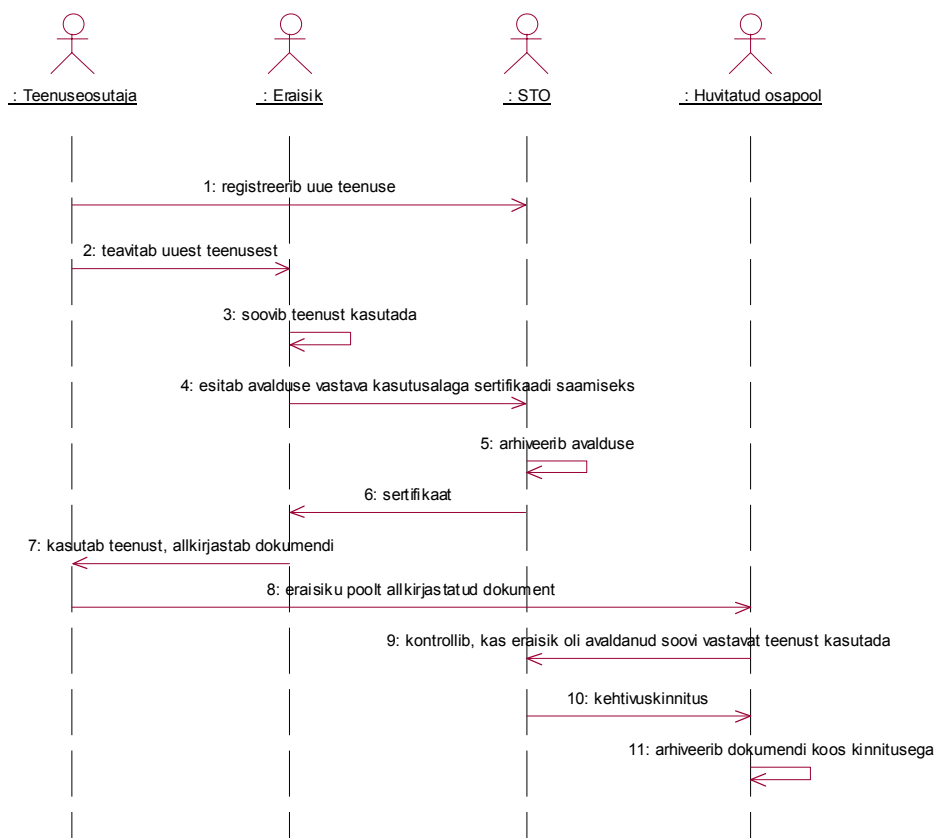 : Teenuseosutaja
: Eraisik
: STO
: Huvitatud osapool
1: registreerib uue teenuse
2: teavitab uuest teenusest
3: soovib teenust kasutada
4: esitab avalduse vastava kasutusalaga sertifikaadi saamiseks
5: arhiveerib avalduse
6: sertifikaat
7: kasutab teenust, allkirjastab dokumendi
8: eraisiku poolt allkirjastatud dokument
9: kontrollib, kas eraisik oli avaldanud soovi vastavat teenust kasutada
10: kehtivuskinnitus
11: arhiveerib dokumendi koos kinnitusega